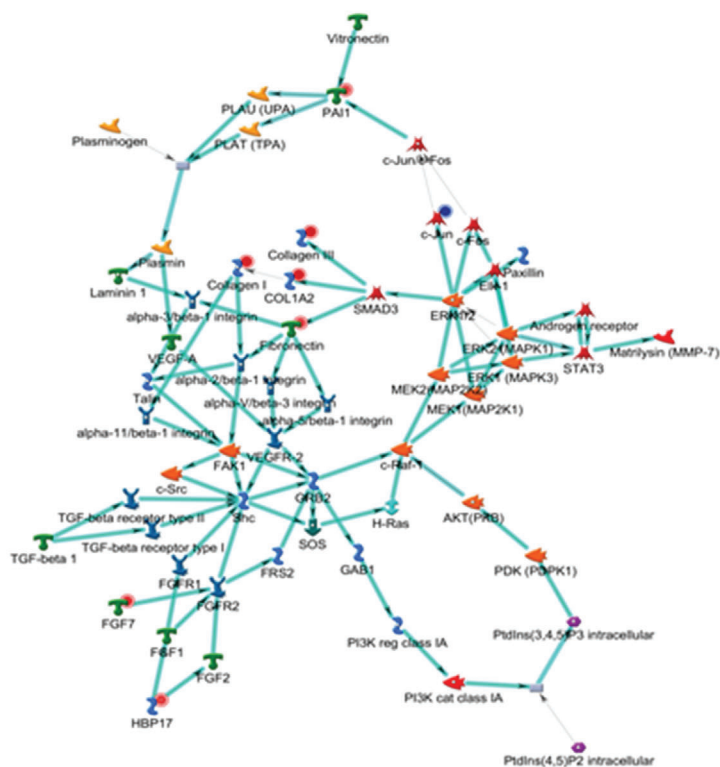 Vitronectin
PLAU (UPA)
PAI1
Plasminogen
PLAT (TPA)
c-Jun/c-Fos
c-Jun
c-Fos
Collagen III
Plasmin
Paxillin
Elk-1
Laminin 1
Collagen I
COL1A2
SMAD3
ERK1/2
alpha-3/beta-1 integrin
Androgen receptor
VEGF-A
Fibronectin
ERK2 (MAPK1)
STAT3
Matrilysin (MMP-7)
alpha-2/beta-1 integrin
ERK1 (MAPK3)
Talin
MEK2(MAP2K2)
alpha-V/beta-3 integrin
MEK1(MAP2K1)
alpha-5/beta-1 integrin
alpha-11/beta-1 integrin
VEGFR-2
FAK1
c-Raf-1
c-Src
GRB2
TGF-beta receptor type II
Shc
H-Ras
AKT(PKB)
SOS
TGF-beta receptor type I
TGF-beta 1
FRS2
GAB1
FGFR1
FGFR2
PDK (PDPK1)
FGF7
PtdIns(3,4,5)P3 intracellular
FGF1
PI3K reg class IA
FGF2
PI3K cat class IA
HBP17
PtdIns(4,5)P2 intracellular